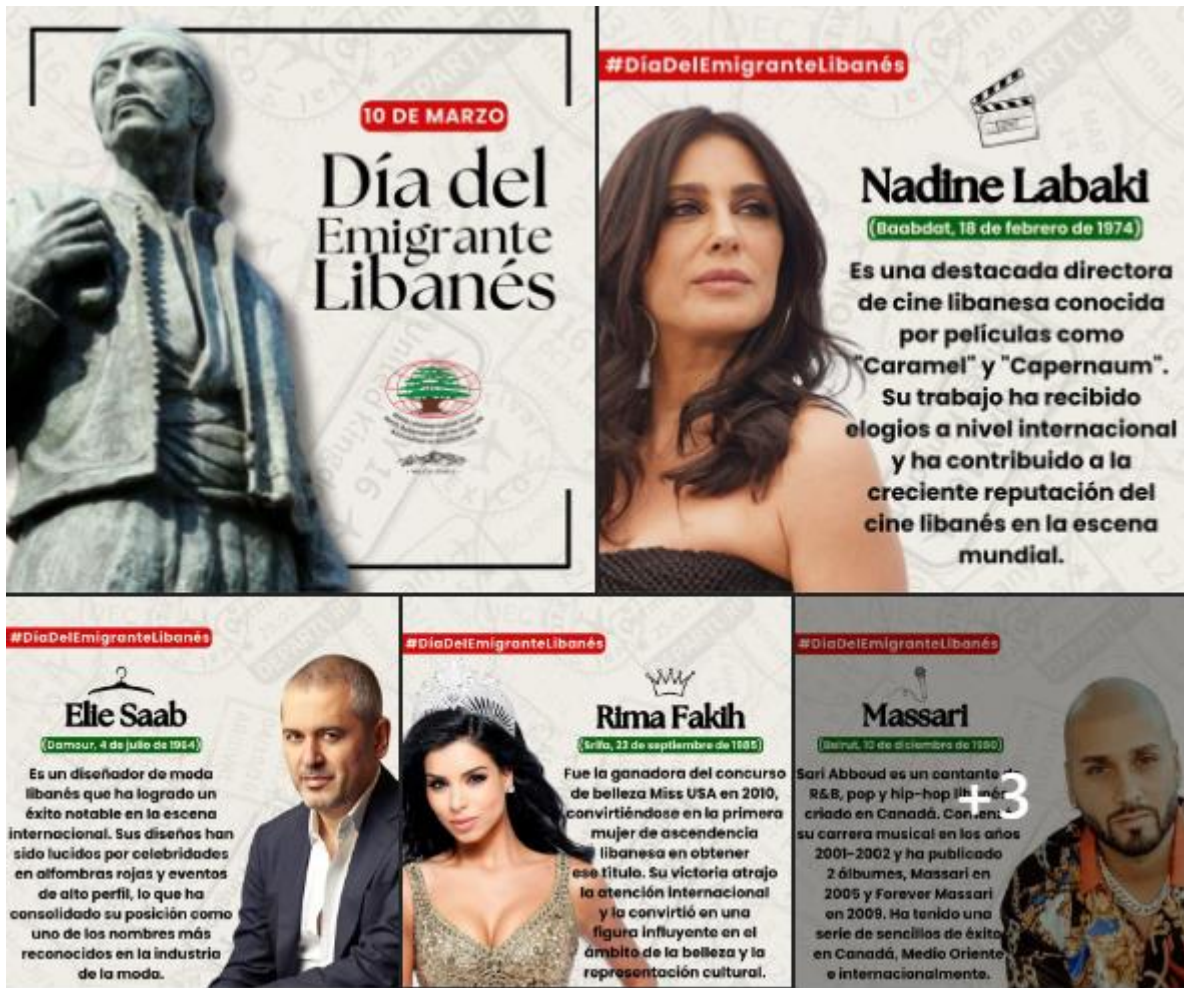 10 DE MARZO
Día del
Emigrante
Libanés
#DíaDelEmigranteLibanés
Nadine Labaki
(Baabdat, 18 de febrero de 1974)
Es una destacada directora
de cine libanesa conocida
por películas como
"Caramel" y "Capernaum".
Su trabajo ha recibido
elogios a nivel internacional
y ha contribuido a la
creciente reputación del
cine libanés en la escena
mundial.
#DíaDelEmigranteLibanés
Elie Saab
(Damour, 4 de julio de 1964)
Es un diseñador de moda
libanés que ha logrado un
éxito notable en la escena
internacional. Sus diseños han
sido lucidos por celebridades
en alfombras rojas y eventos
de alto perfil, lo que ha
consolidado su posición como
uno de los nombres más
reconocidos en la industria
de la moda.
#DíaDelEmigranteLibanés
Rima Fakih
(Srifa, 22 de septiembre de 1985)
Fue la ganadora del concurso
de belleza Miss USA en 2010,
convirtiéndose en la primera
mujer de ascendencia
libanesa en obtener
ese título. Su victoria atrajo
la atención internacional
y la convirtió en una
figura influyente en el
ámbito de la belleza y la
representación cultural.
#DíaDelEmigranteLibanés
Massari
(Beirut, 10 de diciembre de 1980)
Sari Abboud es un cantante de
R&B, pop y hip-hop libanés
criado en Canadá. Comenzó
su carrera musical en los años
2001-2002 y ha publicado
2 álbumes, Massari en
2005 y Forever Massari
en 2009. Ha tenido una
serie de sencillos de éxito
en Canadá, Medio Oriente
e internacionalmente.
+3